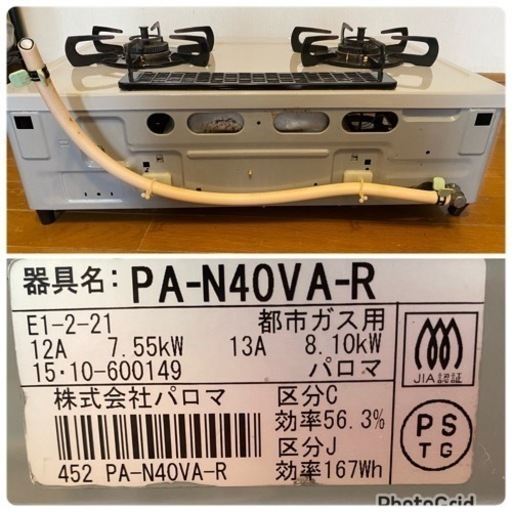 器具名: PA-N40VA-R
E1-2-21 都市ガス用
12A 7.55kW 13A 8.10kW
15・10-600149 パロマ
JIA認証
株式会社パロマ 区分C
効率56.3%
区分J
452 PA-N40VA-R 効率167Wh
PS
TG
PhotoGrid